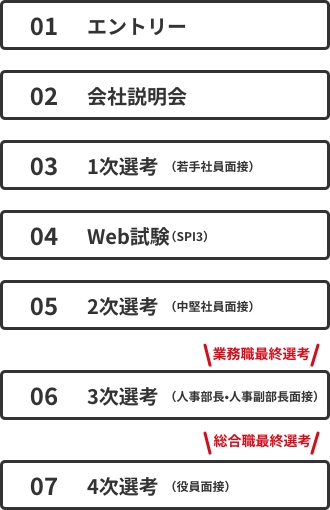 01 エントリー
02 会社説明会
03 1次選考 （若手社員面接）
04 Web試験（SPI3）
05 2次選考 （中堅社員面接）
業務職最終選考
06 3次選考 （人事部長・人事副部長面接）
総合職最終選考
07 4次選考 （役員面接）